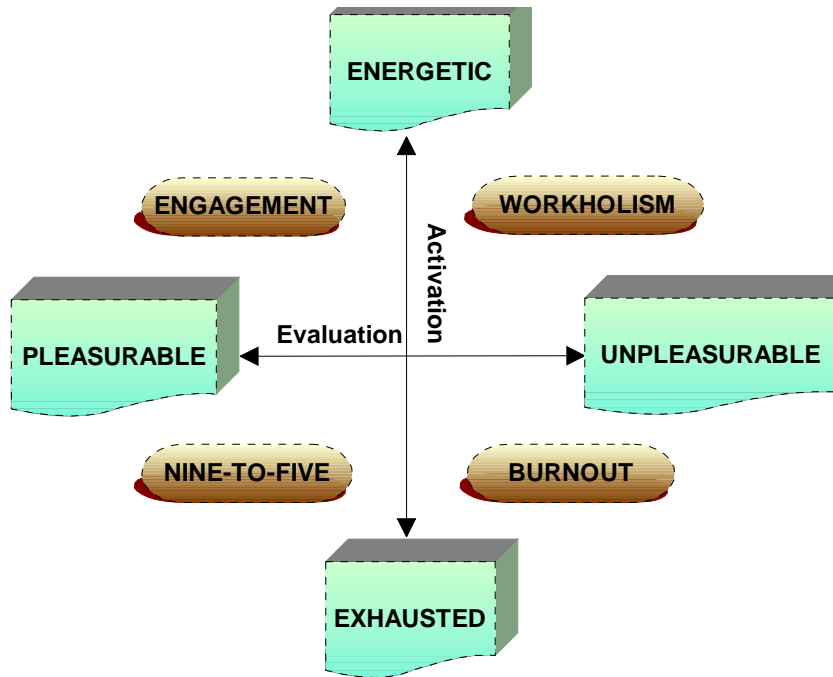 ENERGETIC
ENGAGEMENT
WORKHOLISM
Activation
PLEASURABLE
Evaluation
UNPLEASURABLE
NINE-TO-FIVE
BURNOUT
EXHAUSTED